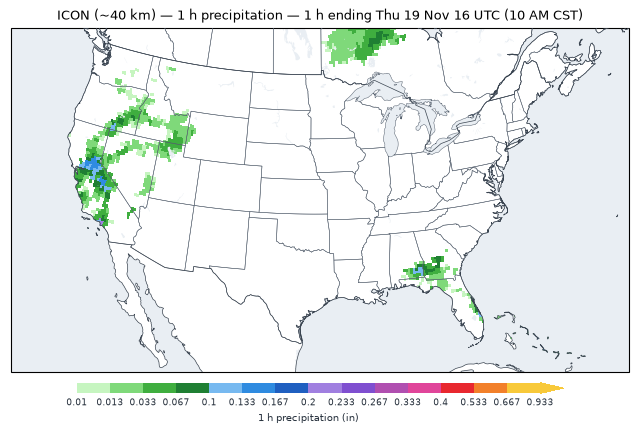 ICON (~40 km) — 1 h precipitation — 1 h ending Thu 19 Nov 16 UTC (10 AM CST)
0.01 0.013 0.033 0.067 0.1 0.133 0.167 0.2 0.233 0.267 0.333 0.4 0.533 0.667 0.933
1 h precipitation (in)